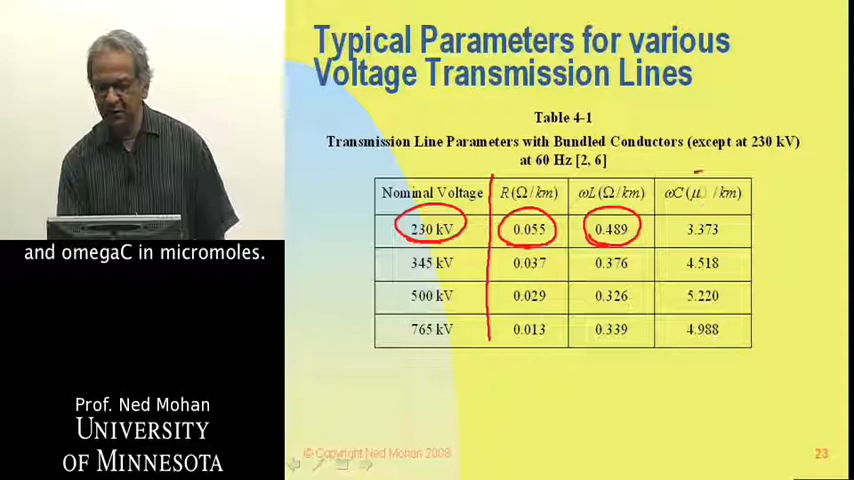 Typical Parameters for various
Voltage Transmission Lines
Table 4-1
Transmission Line Parameters with Bundled Conductors (except at 230 kV)
at 60 Hz [2, 6]
Nominal Voltage R(Ω/km) ωL(Ω/km) ωC(μ /km)
230 kV 0.055 0.489 3.373
345 kV 0.037 0.376 4.518
500 kV 0.029 0.326 5.220
765 kV 0.013 0.339 4.988
and omegaC in micromoles.
Prof. Ned Mohan
UNIVERSITY
OF MINNESOTA
© Copyright Ned Mohan 2008
23